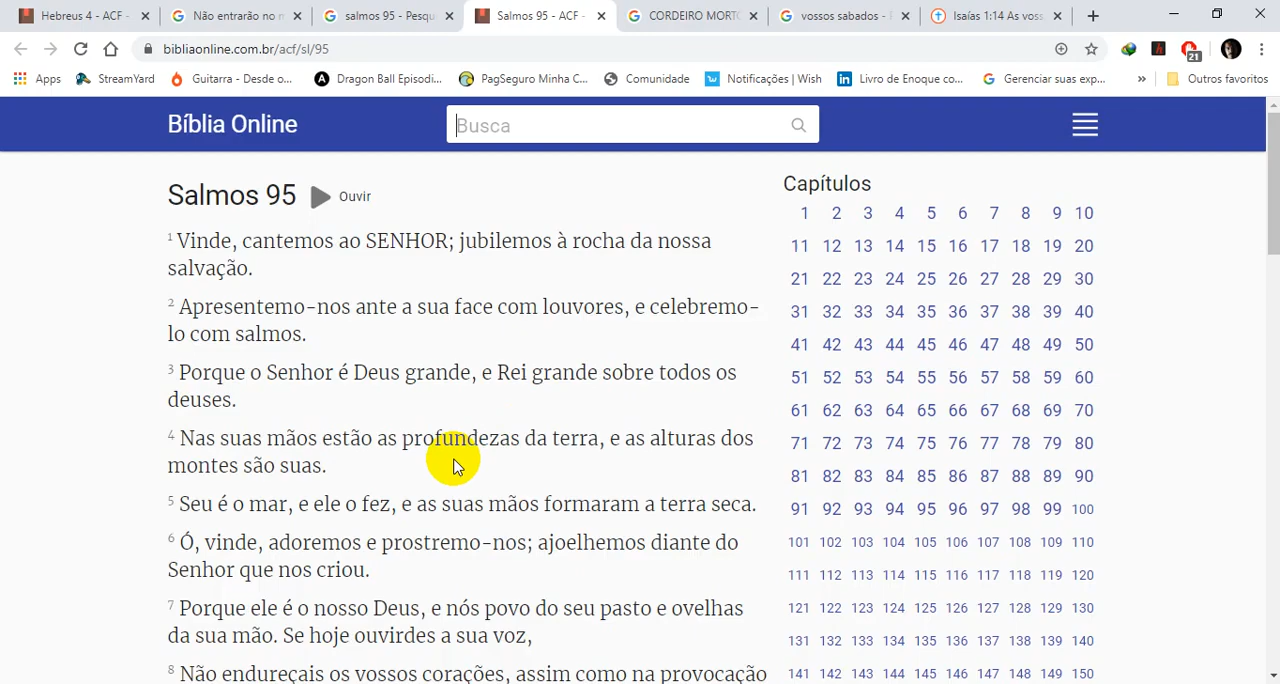 Hebreus 4 - ACF -
Não entrarão no m
salmos 95 - Pesqu
Salmos 95 - ACF -
CORDEIRO MORTO
vossos sabados - P
Isaías 1:14 As voss
bibliaonline.com.br/acf/sl/95
21
Apps
StreamYard
Guitarra - Desde o...
Dragon Ball Episodi...
PagSeguro Minha C...
Comunidade
Notificações | Wish
Livro de Enoque co...
Gerenciar suas exp...
»
Outros favoritos
Bíblia Online
Busca
Salmos 95
Ouvir
1 Vinde, cantemos ao SENHOR; jubilemos à rocha da nossa
salvação.
2 Apresentemo-nos ante a sua face com louvores, e celebremo-
lo com salmos.
3 Porque o Senhor é Deus grande, e Rei grande sobre todos os
deuses.
4 Nas suas mãos estão as profundezas da terra, e as alturas dos
montes são suas.
5 Seu é o mar, e ele o fez, e as suas mãos formaram a terra seca.
6 Ó, vinde, adoremos e prostremo-nos; ajoelhemos diante do
Senhor que nos criou.
7 Porque ele é o nosso Deus, e nós povo do seu pasto e ovelhas
da sua mão. Se hoje ouvirdes a sua voz,
8 Não endureçais os vossos corações, assim como na provocação
Capítulos
1 2 3 4 5 6 7 8 9 10
11 12 13 14 15 16 17 18 19 20
21 22 23 24 25 26 27 28 29 30
31 32 33 34 35 36 37 38 39 40
41 42 43 44 45 46 47 48 49 50
51 52 53 54 55 56 57 58 59 60
61 62 63 64 65 66 67 68 69 70
71 72 73 74 75 76 77 78 79 80
81 82 83 84 85 86 87 88 89 90
91 92 93 94 95 96 97 98 99 100
101 102 103 104 105 106 107 108 109 110
111 112 113 114 115 116 117 118 119 120
121 122 123 124 125 126 127 128 129 130
131 132 133 134 135 136 137 138 139 140
141 142 143 144 145 146 147 148 149 150